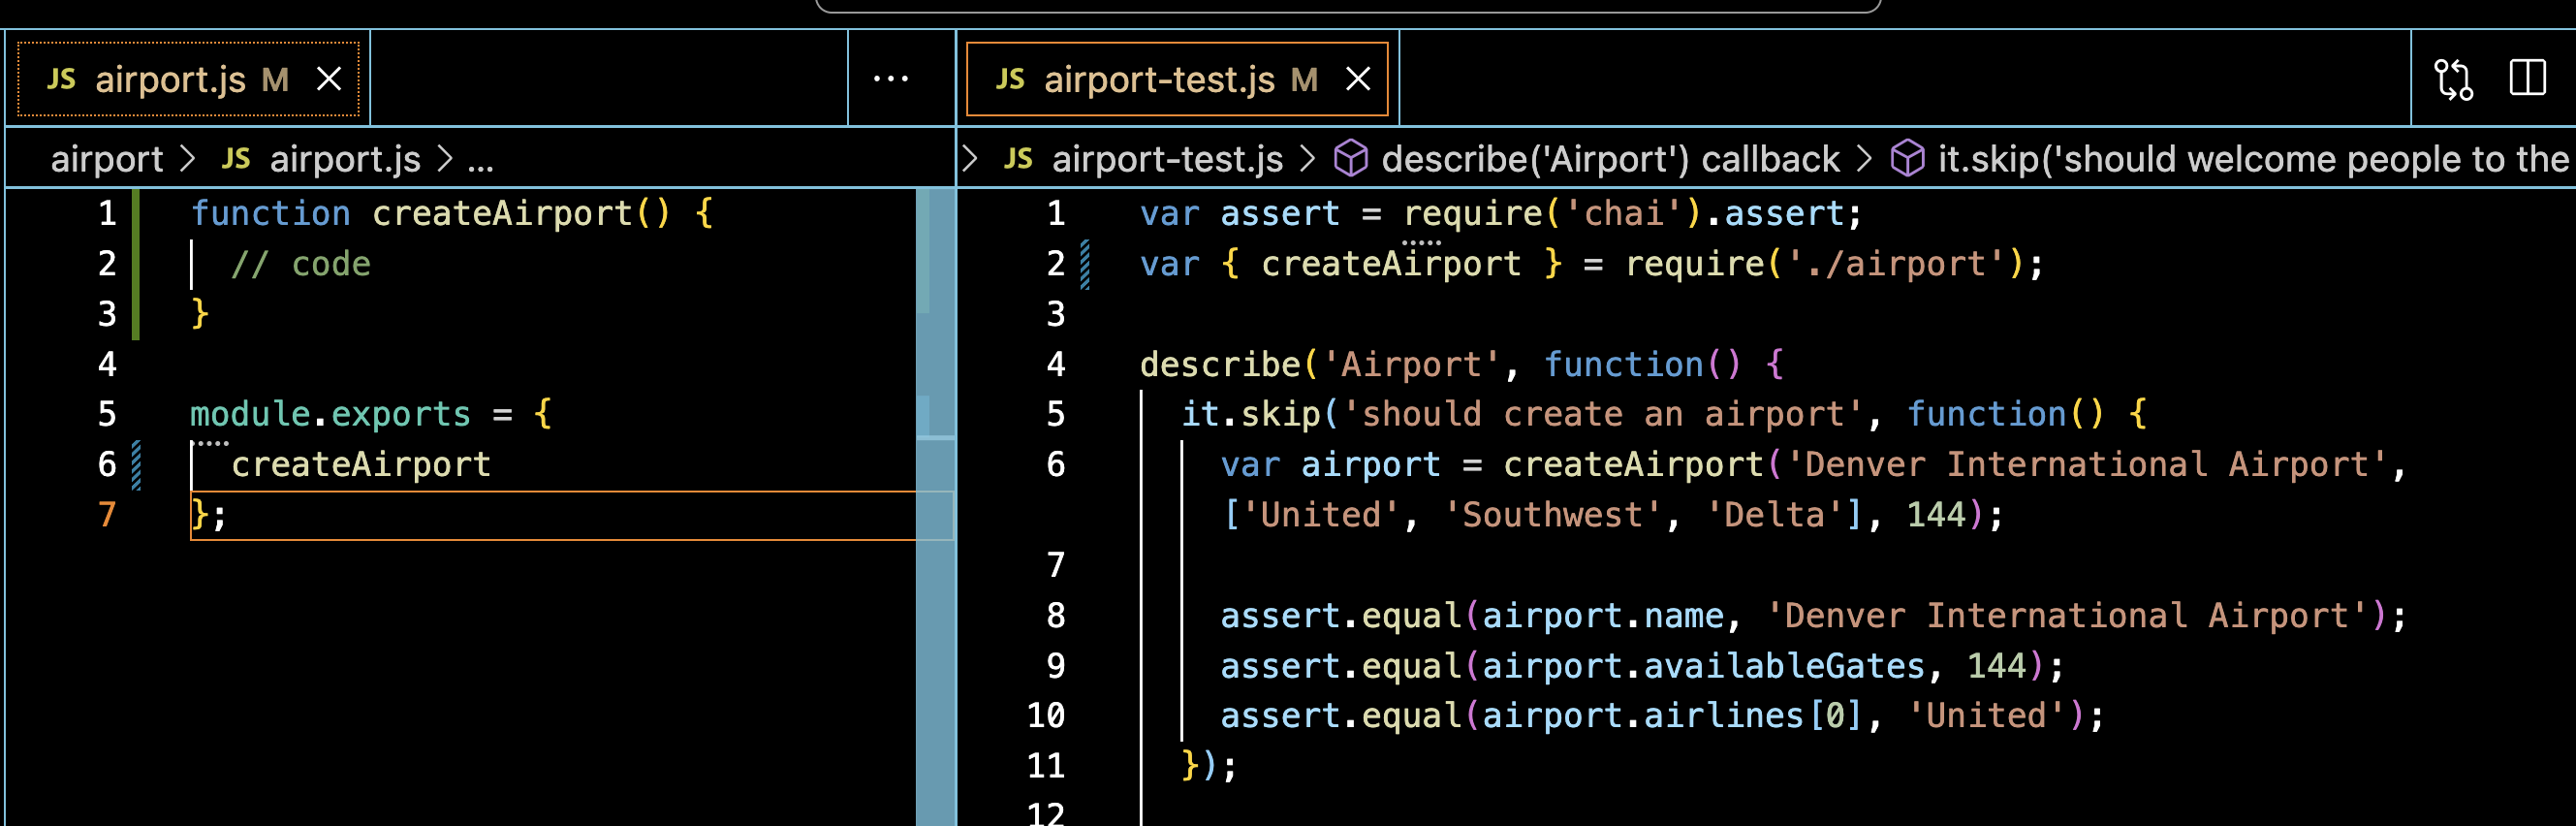 JS airport.js M ×
...
JS airport-test.js M ×
airport > JS airport.js > ...
> JS airport-test.js > describe('Airport') callback > it.skip('should welcome people to the
1 function createAirport() {
2 // code
3 }
4
5 module.exports = {
6 createAirport
7 };
1 var assert = require('chai').assert;
2 var { createAirport } = require('./airport');
3
4 describe('Airport', function() {
5 it.skip('should create an airport', function() {
6 var airport = createAirport('Denver International Airport',
['United', 'Southwest', 'Delta'], 144);
7
8 assert.equal(airport.name, 'Denver International Airport');
9 assert.equal(airport.availableGates, 144);
10 assert.equal(airport.airlines[0], 'United');
11 });
12